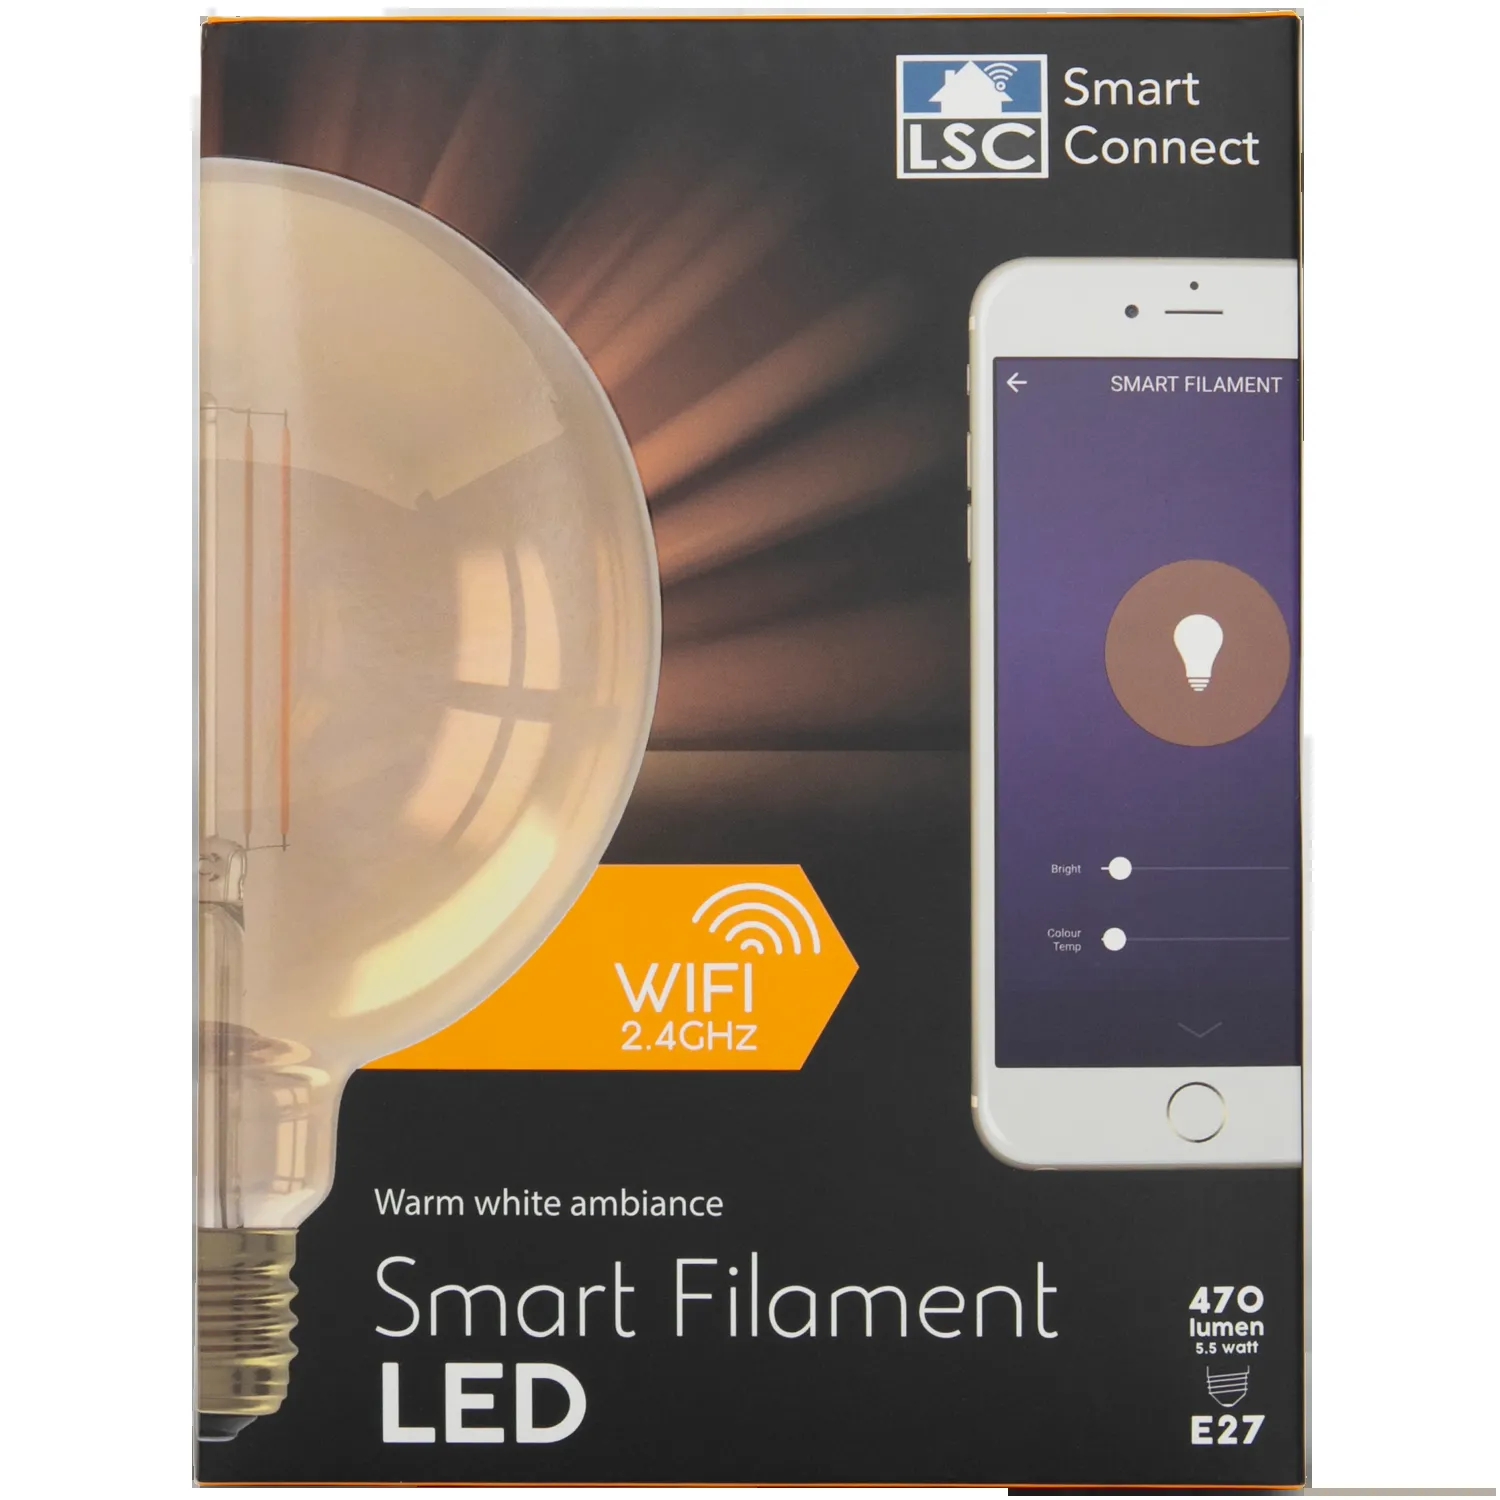 LSC
Smart
Connect
SMART FILAMENT
Bright
Colour
Temp
WIFI
2.4GHz
Warm white ambiance
Smart Filament
LED
470
lumen
5.5 watt
E27